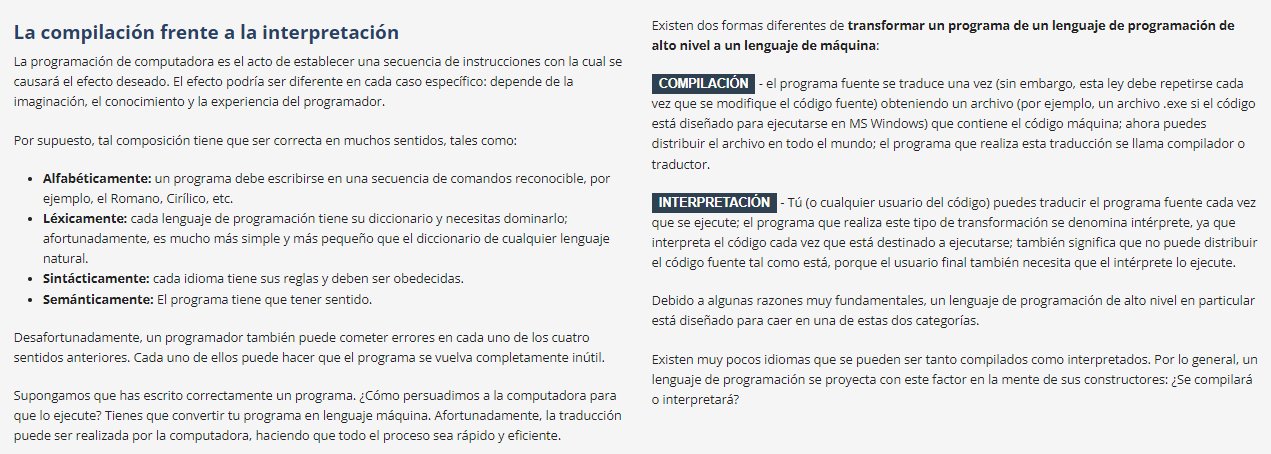 La compilación frente a la interpretación
La programación de computadora es el acto de establecer una secuencia de instrucciones con la cual se
causará el efecto deseado. El efecto podría ser diferente en cada caso específico: depende de la
imaginación, el conocimiento y la experiencia del programador.
Por supuesto, tal composición tiene que ser correcta en muchos sentidos, tales como:
• Alfabéticamente: un programa debe escribirse en una secuencia de comandos reconocible, por
ejemplo, el Romano, Cirílico, etc.
• Léxicamente: cada lenguaje de programación tiene su diccionario y necesitas dominarlo;
afortunadamente, es mucho más simple y más pequeño que el diccionario de cualquier lenguaje
natural.
• Sintácticamente: cada idioma tiene sus reglas y deben ser obedecidas.
• Semánticamente: El programa tiene que tener sentido.
Desafortunadamente, un programador también puede cometer errores en cada uno de los cuatro
sentidos anteriores. Cada uno de ellos puede hacer que el programa se vuelva completamente inútil.
Supongamos que has escrito correctamente un programa. ¿Cómo persuadimos a la computadora para
que lo ejecute? Tienes que convertir tu programa en lenguaje máquina. Afortunadamente, la traducción
puede ser realizada por la computadora, haciendo que todo el proceso sea rápido y eficiente.
Existen dos formas diferentes de transformar un programa de un lenguaje de programación de
alto nivel a un lenguaje de máquina:
COMPILACIÓN - el programa fuente se traduce una vez (sin embargo, esta ley debe repetirse cada
vez que se modifique el código fuente) obteniendo un archivo (por ejemplo, un archivo .exe si el código
está diseñado para ejecutarse en MS Windows) que contiene el código máquina; ahora puedes
distribuir el archivo en todo el mundo; el programa que realiza esta traducción se llama compilador o
traductor.
INTERPRETACIÓN - Tú (o cualquier usuario del código) puedes traducir el programa fuente cada vez
que se ejecute; el programa que realiza este tipo de transformación se denomina intérprete, ya que
interpreta el código cada vez que está destinado a ejecutarse; también significa que no puede distribuir
el código fuente tal como está, porque el usuario final también necesita que el intérprete lo ejecute.
Debido a algunas razones muy fundamentales, un lenguaje de programación de alto nivel en particular
está diseñado para caer en una de estas dos categorías.
Existen muy pocos idiomas que se pueden ser tanto compilados como interpretados. Por lo general, un
lenguaje de programación se proyecta con este factor en la mente de sus constructores: ¿Se compilará
o interpretará?